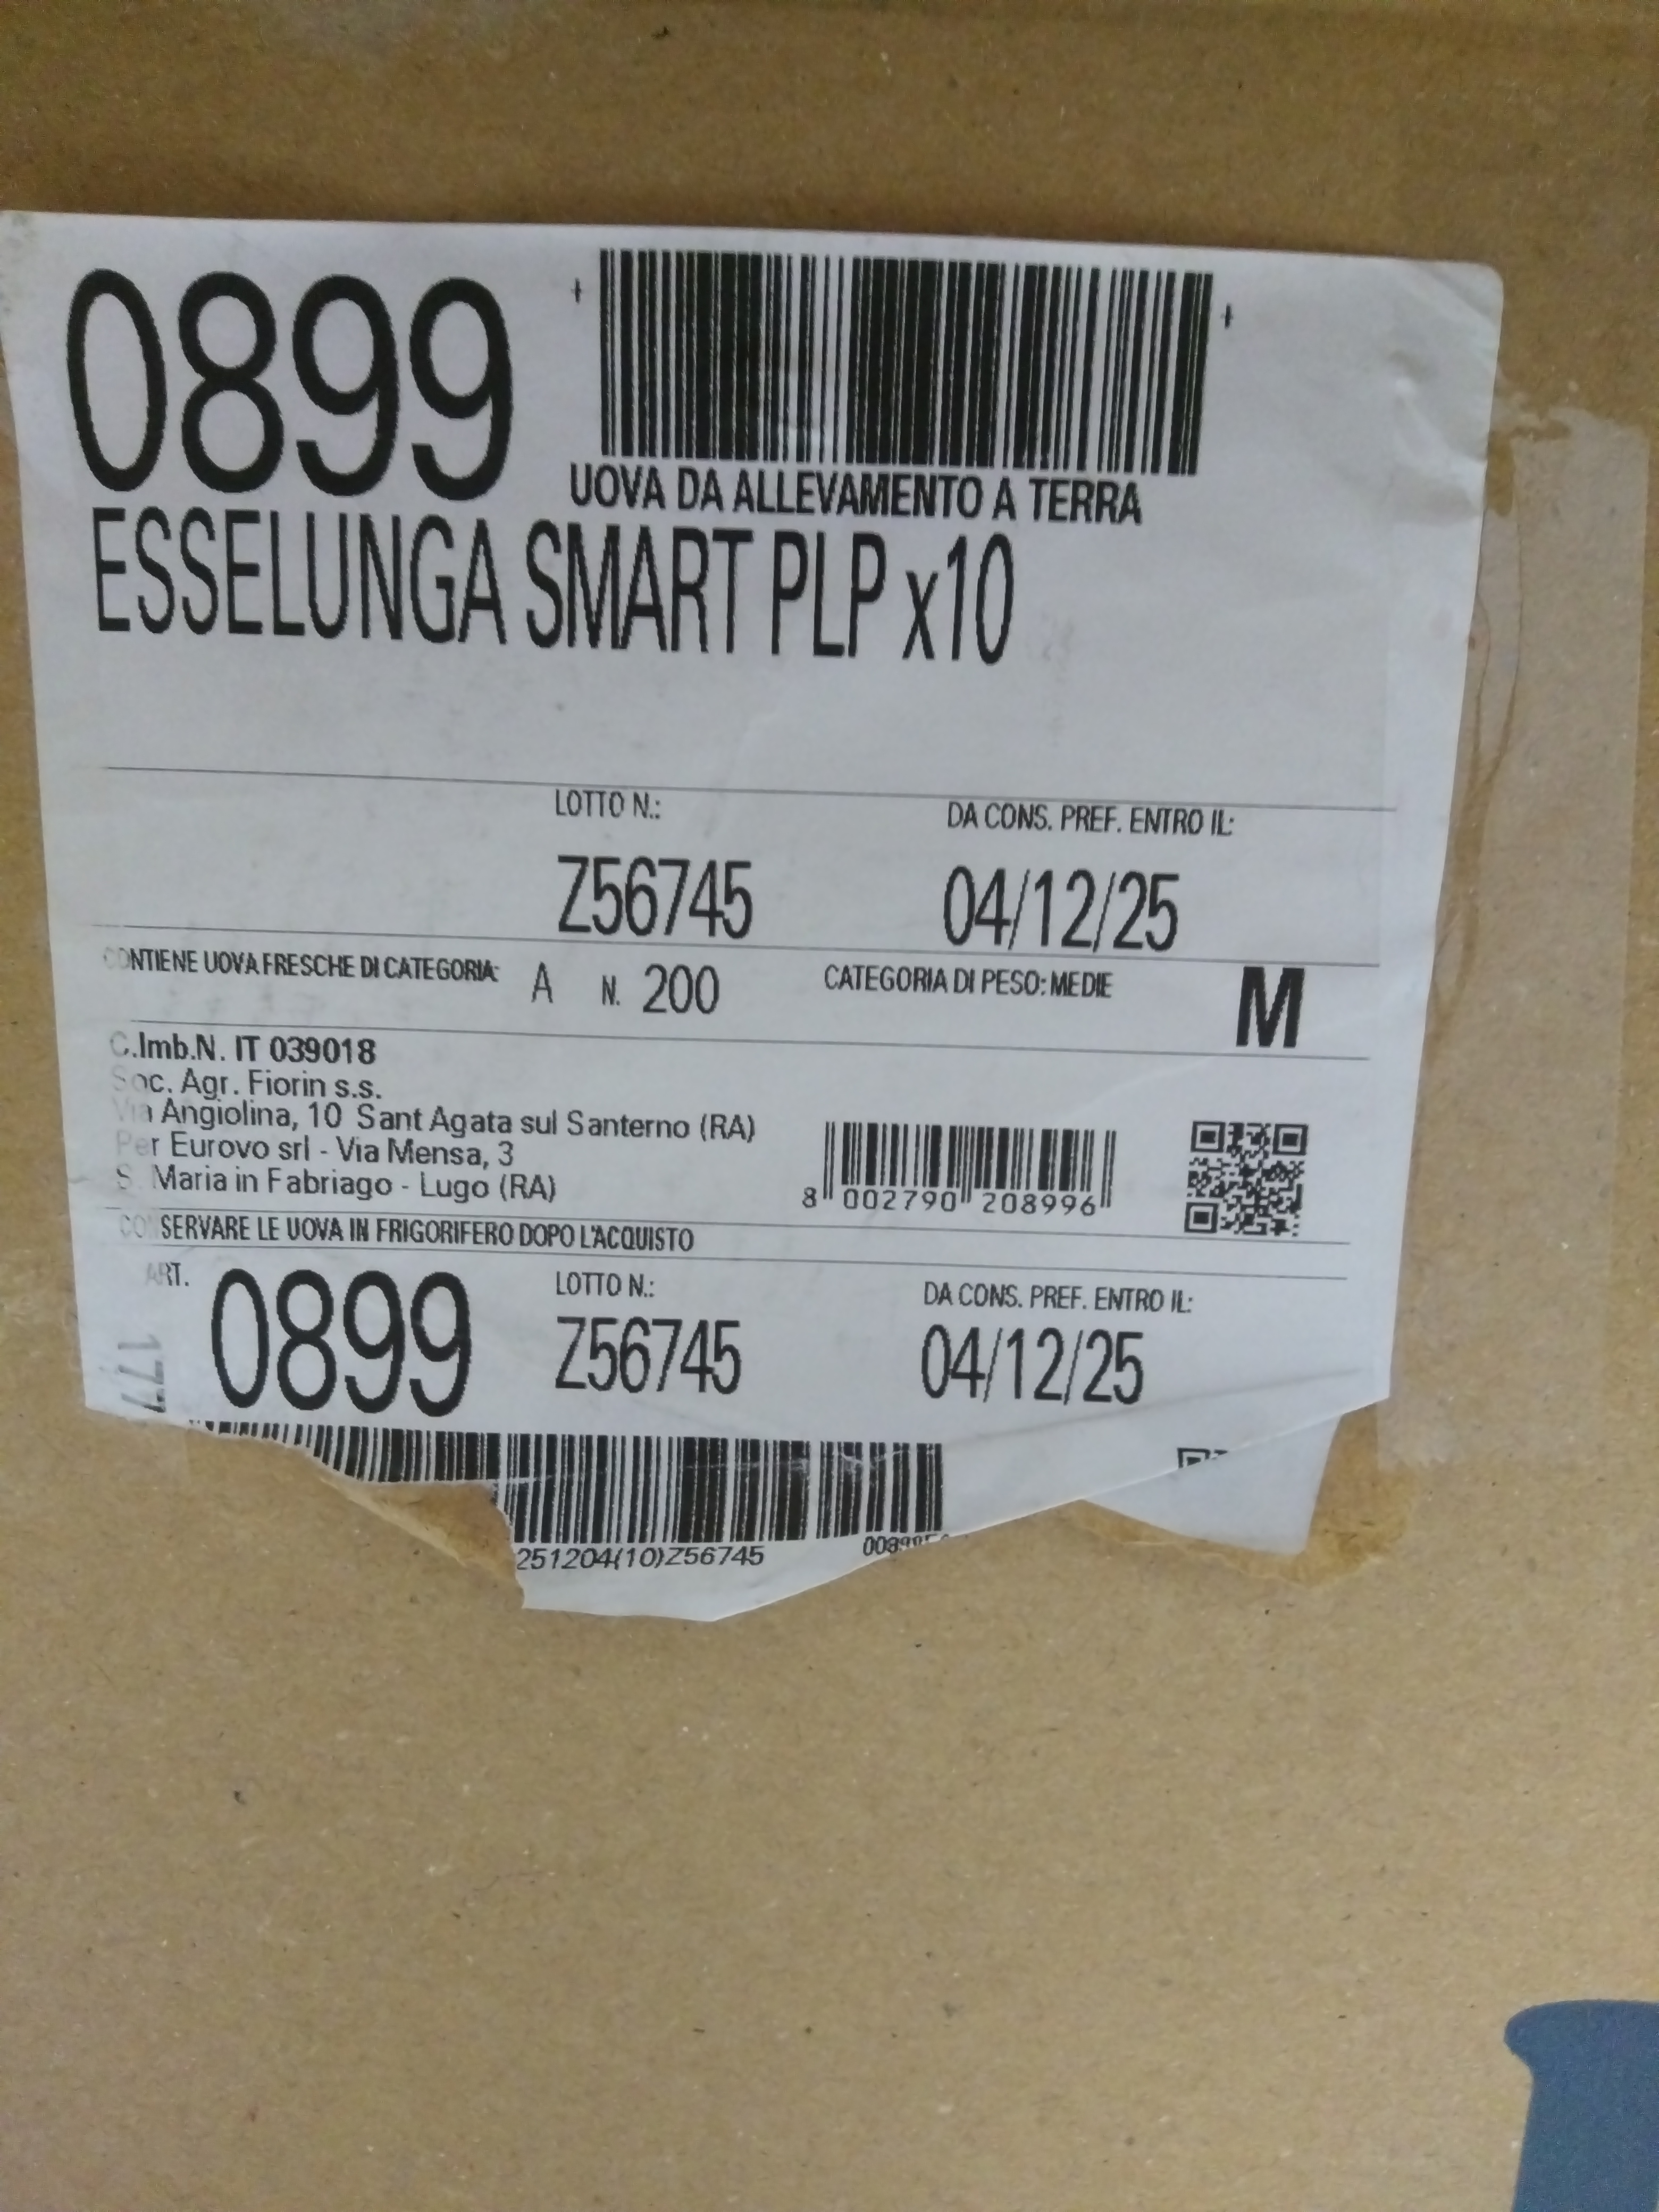 0899
UOVA DA ALLEVAMENTO A TERRA
ESSELUNGA SMART PLP x10
LOTTO N.: DA CONS. PREF. ENTRO IL:
Z56745 04/12/25
CONTIENE UOVA FRESCHE DI CATEGORIA: A N. 200 CATEGORIA DI PESO: MEDIE M
C.Imb.N. IT 039018
Soc. Agr. Fiorin s.s.
Via Angiolina, 10 Sant Agata sul Santerno (RA)
Per Eurovo srl - Via Mensa, 3
S. Maria in Fabriago - Lugo (RA)
8 002790 208996
CONSERVARE LE UOVA IN FRIGORIFERO DOPO L'ACQUISTO
ART. 0899 LOTTO N.: DA CONS. PREF. ENTRO IL:
Z56745 04/12/25
177
251204(10)Z56745